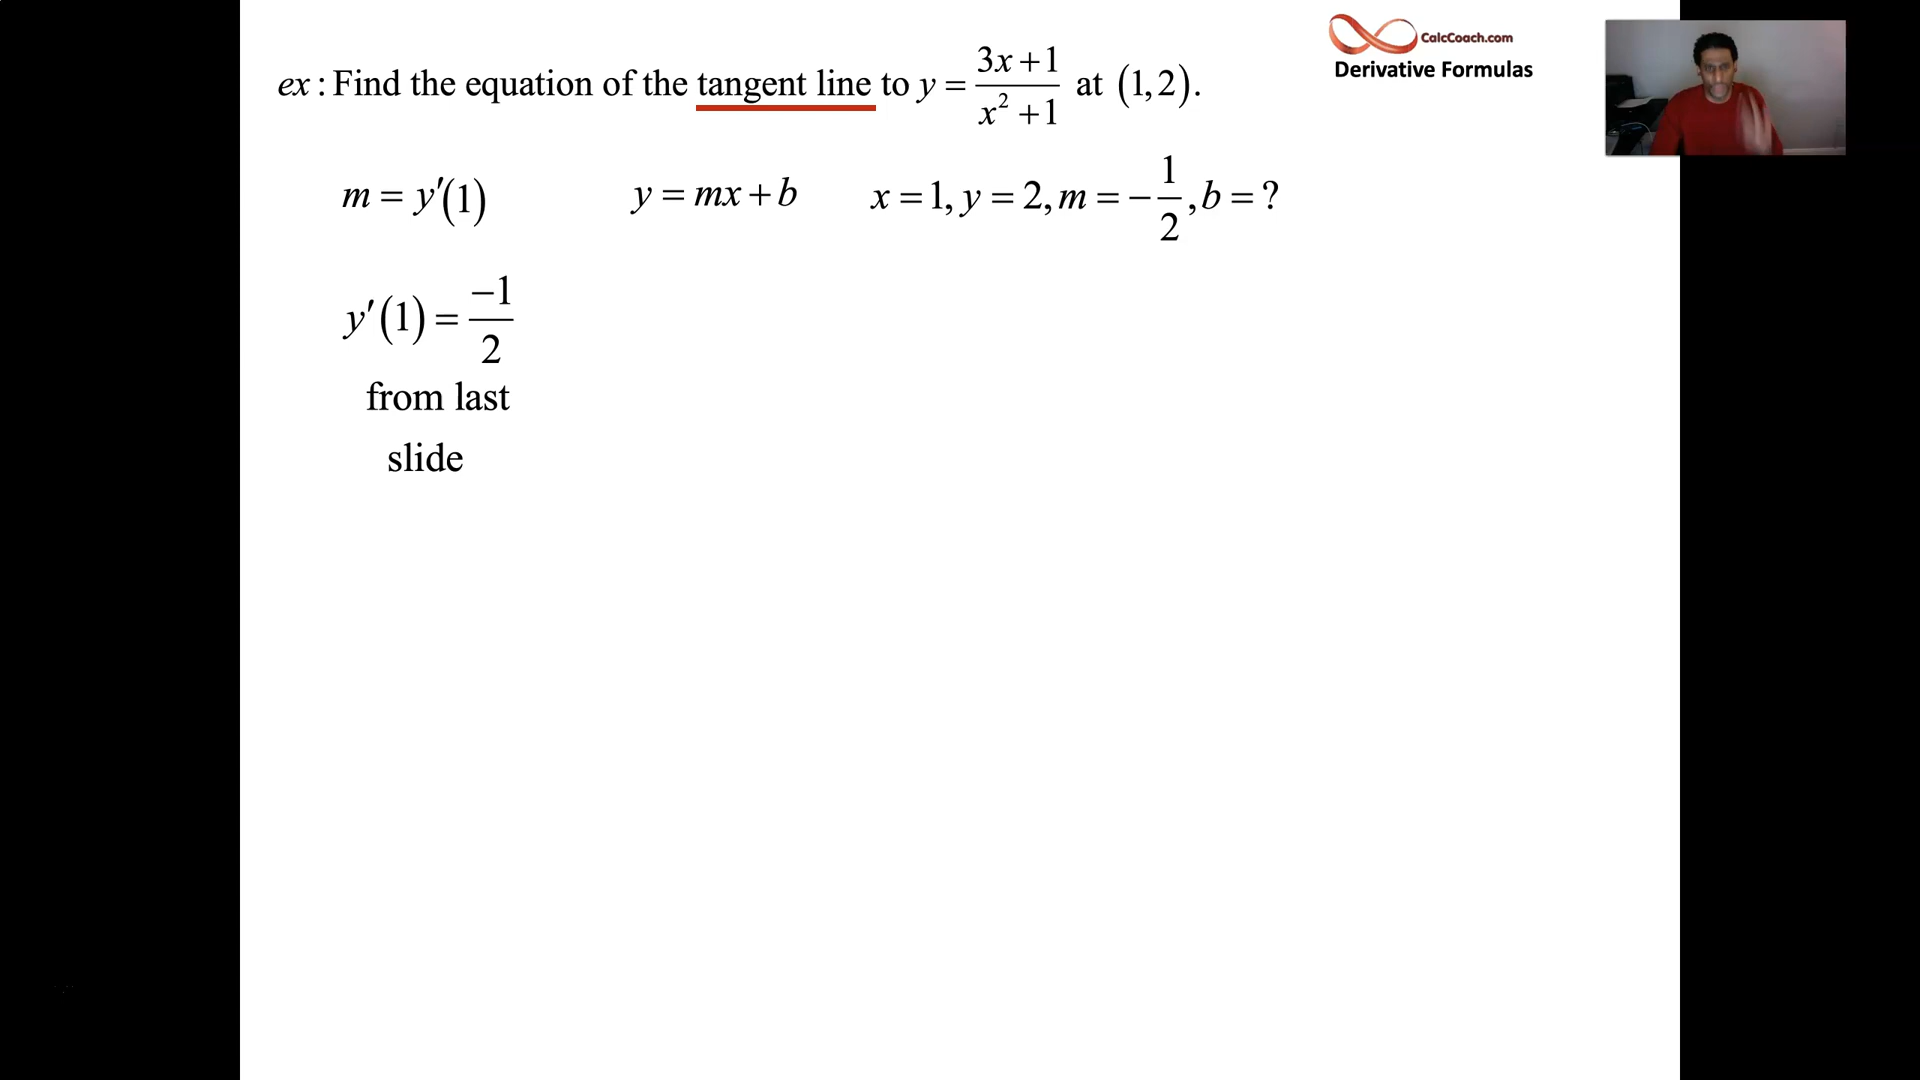 ex : Find the equation of the tangent line to y = (3x + 1)/(x² + 1) at (1, 2).
CalcCoach.com
Derivative Formulas
m = y′(1)
y = mx + b
x = 1, y = 2, m = −1/2, b = ?
y′(1) = −1/2
from last
slide